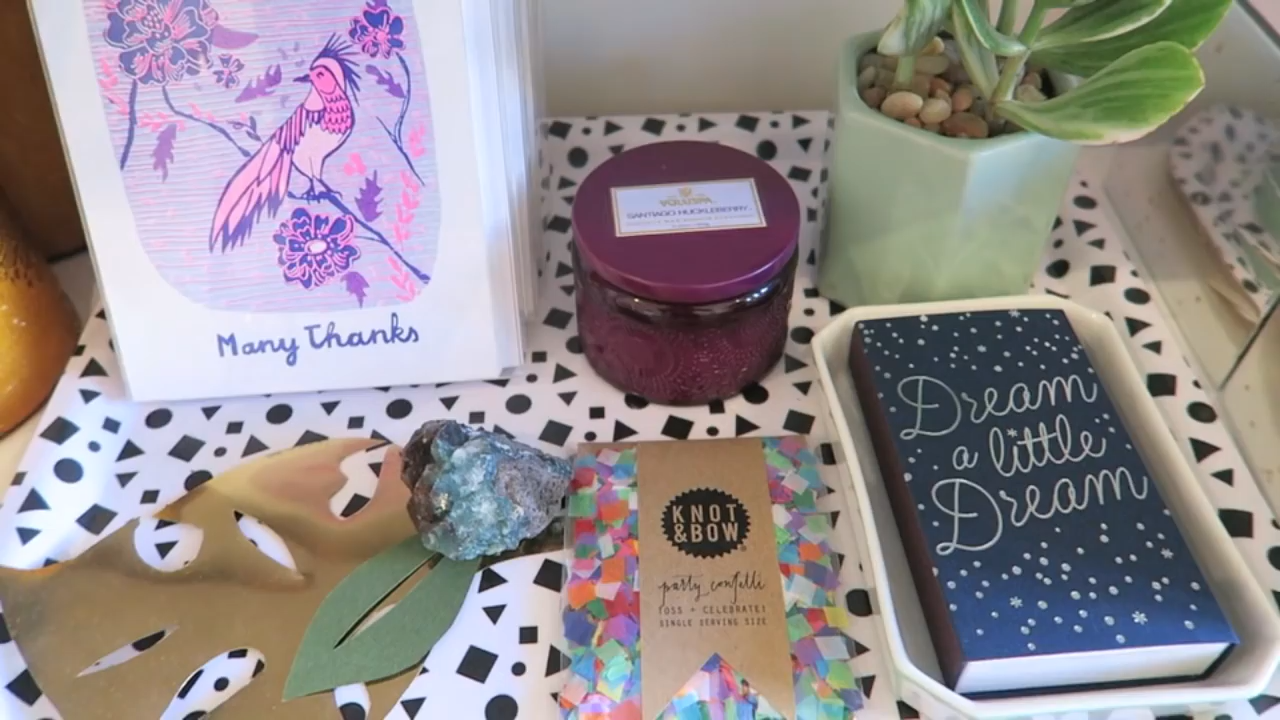 Many Thanks
VOLUSPA
SANTIAGO HUCKLEBERRY
KNOT
& BOW
party confetti
TOSS + CELEBRATE!
SINGLE SERVING SIZE
Dream
a little
Dream